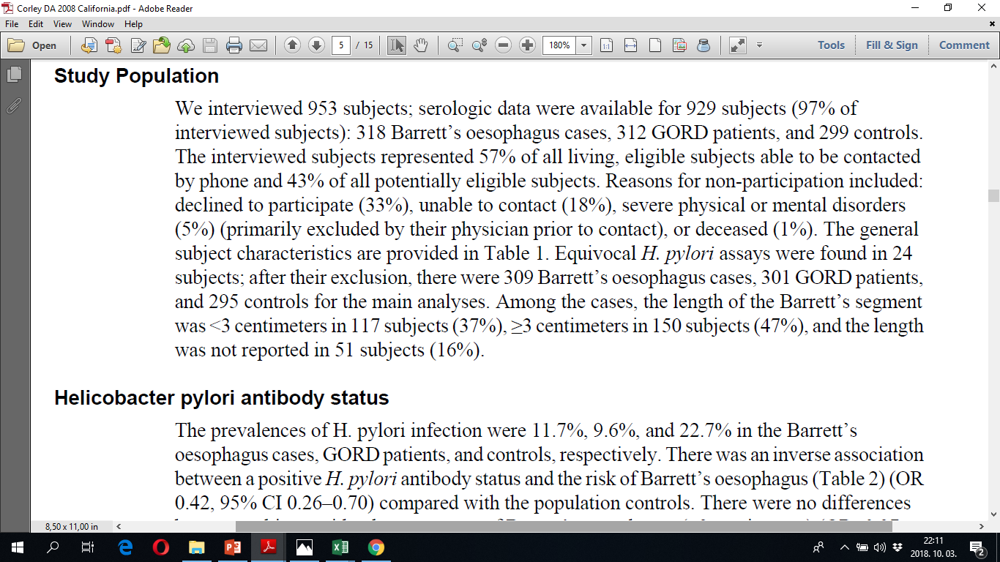 Corley DA 2008 California.pdf - Adobe Reader
File Edit View Window Help
Open 5 / 15 180% Tools Fill & Sign Comment
Study Population
We interviewed 953 subjects; serologic data were available for 929 subjects (97% of
interviewed subjects): 318 Barrett’s oesophagus cases, 312 GORD patients, and 299 controls.
The interviewed subjects represented 57% of all living, eligible subjects able to be contacted
by phone and 43% of all potentially eligible subjects. Reasons for non-participation included:
declined to participate (33%), unable to contact (18%), severe physical or mental disorders
(5%) (primarily excluded by their physician prior to contact), or deceased (1%). The general
subject characteristics are provided in Table 1. Equivocal H. pylori assays were found in 24
subjects; after their exclusion, there were 309 Barrett’s oesophagus cases, 301 GORD patients,
and 295 controls for the main analyses. Among the cases, the length of the Barrett’s segment
was <3 centimeters in 117 subjects (37%), ≥3 centimeters in 150 subjects (47%), and the length
was not reported in 51 subjects (16%).
Helicobacter pylori antibody status
The prevalences of H. pylori infection were 11.7%, 9.6%, and 22.7% in the Barrett’s
oesophagus cases, GORD patients, and controls, respectively. There was an inverse association
between a positive H. pylori antibody status and the risk of Barrett’s oesophagus (Table 2) (OR
0.42, 95% CI 0.26–0.70) compared with the population controls. There were no differences
8,50 x 11,00 in
22:11
2018. 10. 03.
2